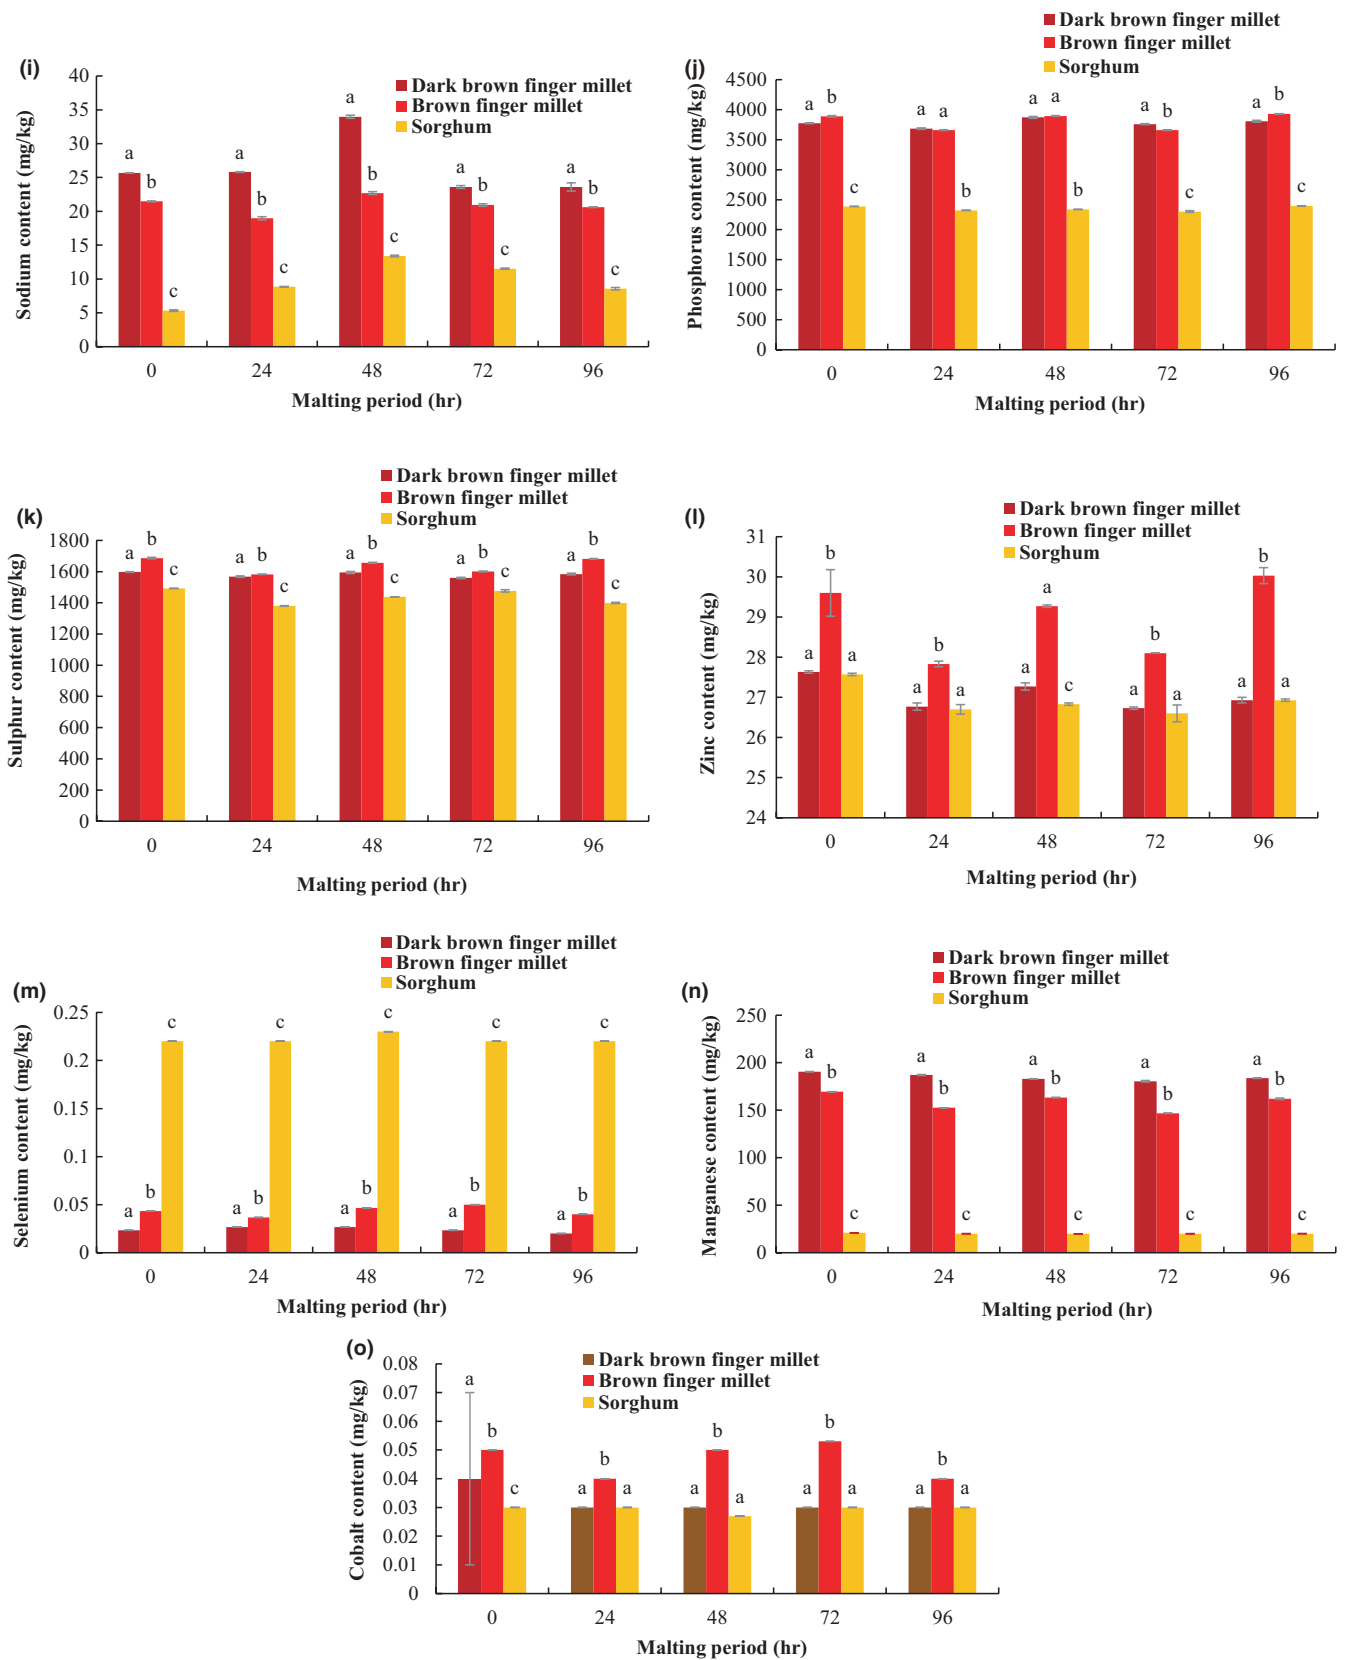 (i)
Dark brown finger millet
Brown finger millet
Sorghum
Sodium content (mg/kg)
40
35
30
25
20
15
10
5
0
a b c
a b c
a b c
a b c
a b c
0 24 48 72 96
Malting period (hr)
(j)
Dark brown finger millet
Brown finger millet
Sorghum
Phosphorus content (mg/kg)
4500
4000
3500
3000
2500
2000
1500
1000
500
0
a b c
a a b
a a b
a b c
a b c
0 24 48 72 96
Malting period (hr)
(k)
Dark brown finger millet
Brown finger millet
Sorghum
Sulphur content (mg/kg)
1800
1600
1400
1200
1000
800
600
400
200
0
a b c
a b c
a b c
a b c
a b c
0 24 48 72 96
Malting period (hr)
(l)
Dark brown finger millet
Brown finger millet
Sorghum
Zinc content (mg/kg)
31
30
29
28
27
26
25
24
a b a
a b a
a a c
a b a
a b a
0 24 48 72 96
Malting period (hr)
(m)
Dark brown finger millet
Brown finger millet
Sorghum
Selenium content (mg/kg)
0.25
0.2
0.15
0.1
0.05
0
a b c
a b c
a b c
a b c
a b c
0 24 48 72 96
Malting period (hr)
(n)
Dark brown finger millet
Brown finger millet
Sorghum
Manganese content (mg/kg)
250
200
150
100
50
0
a b c
a b c
a b c
a b c
a b c
0 24 48 72 96
Malting period (hr)
(o)
Dark brown finger millet
Brown finger millet
Sorghum
Cobalt content (mg/kg)
0.08
0.07
0.06
0.05
0.04
0.03
0.02
0.01
0
a b c
a b a
a b a
a b a
a b a
0 24 48 72 96
Malting period (hr)